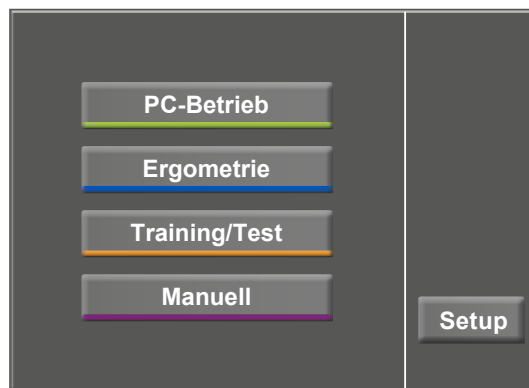 PC-Betrieb
Ergometrie
Training/Test
Manuell
Setup